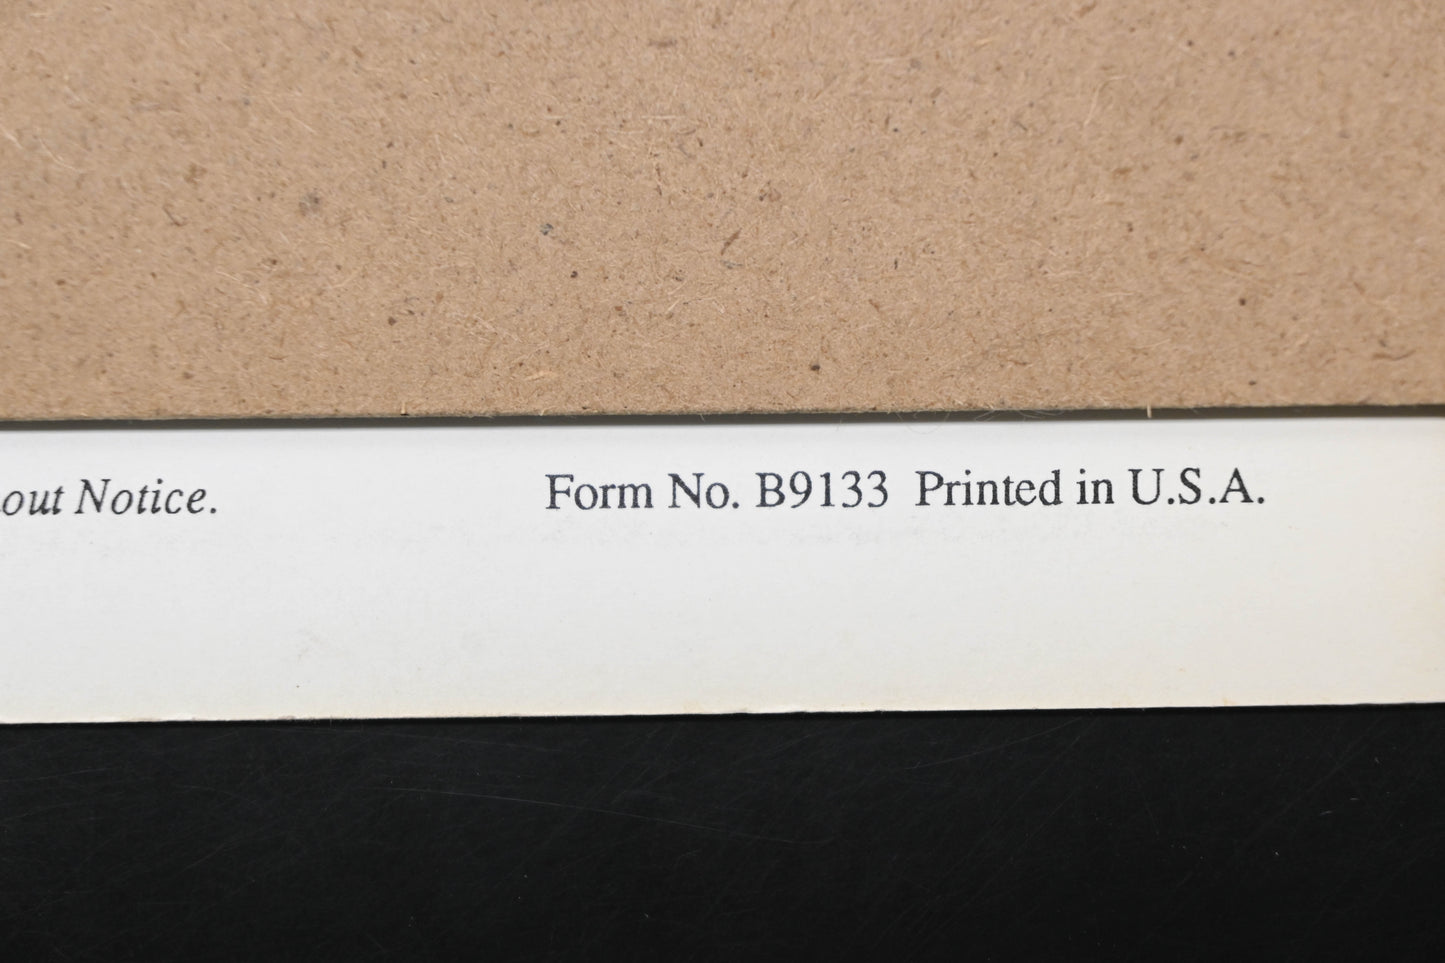 out Notice. Form No. B9133 Printed in U.S.A.